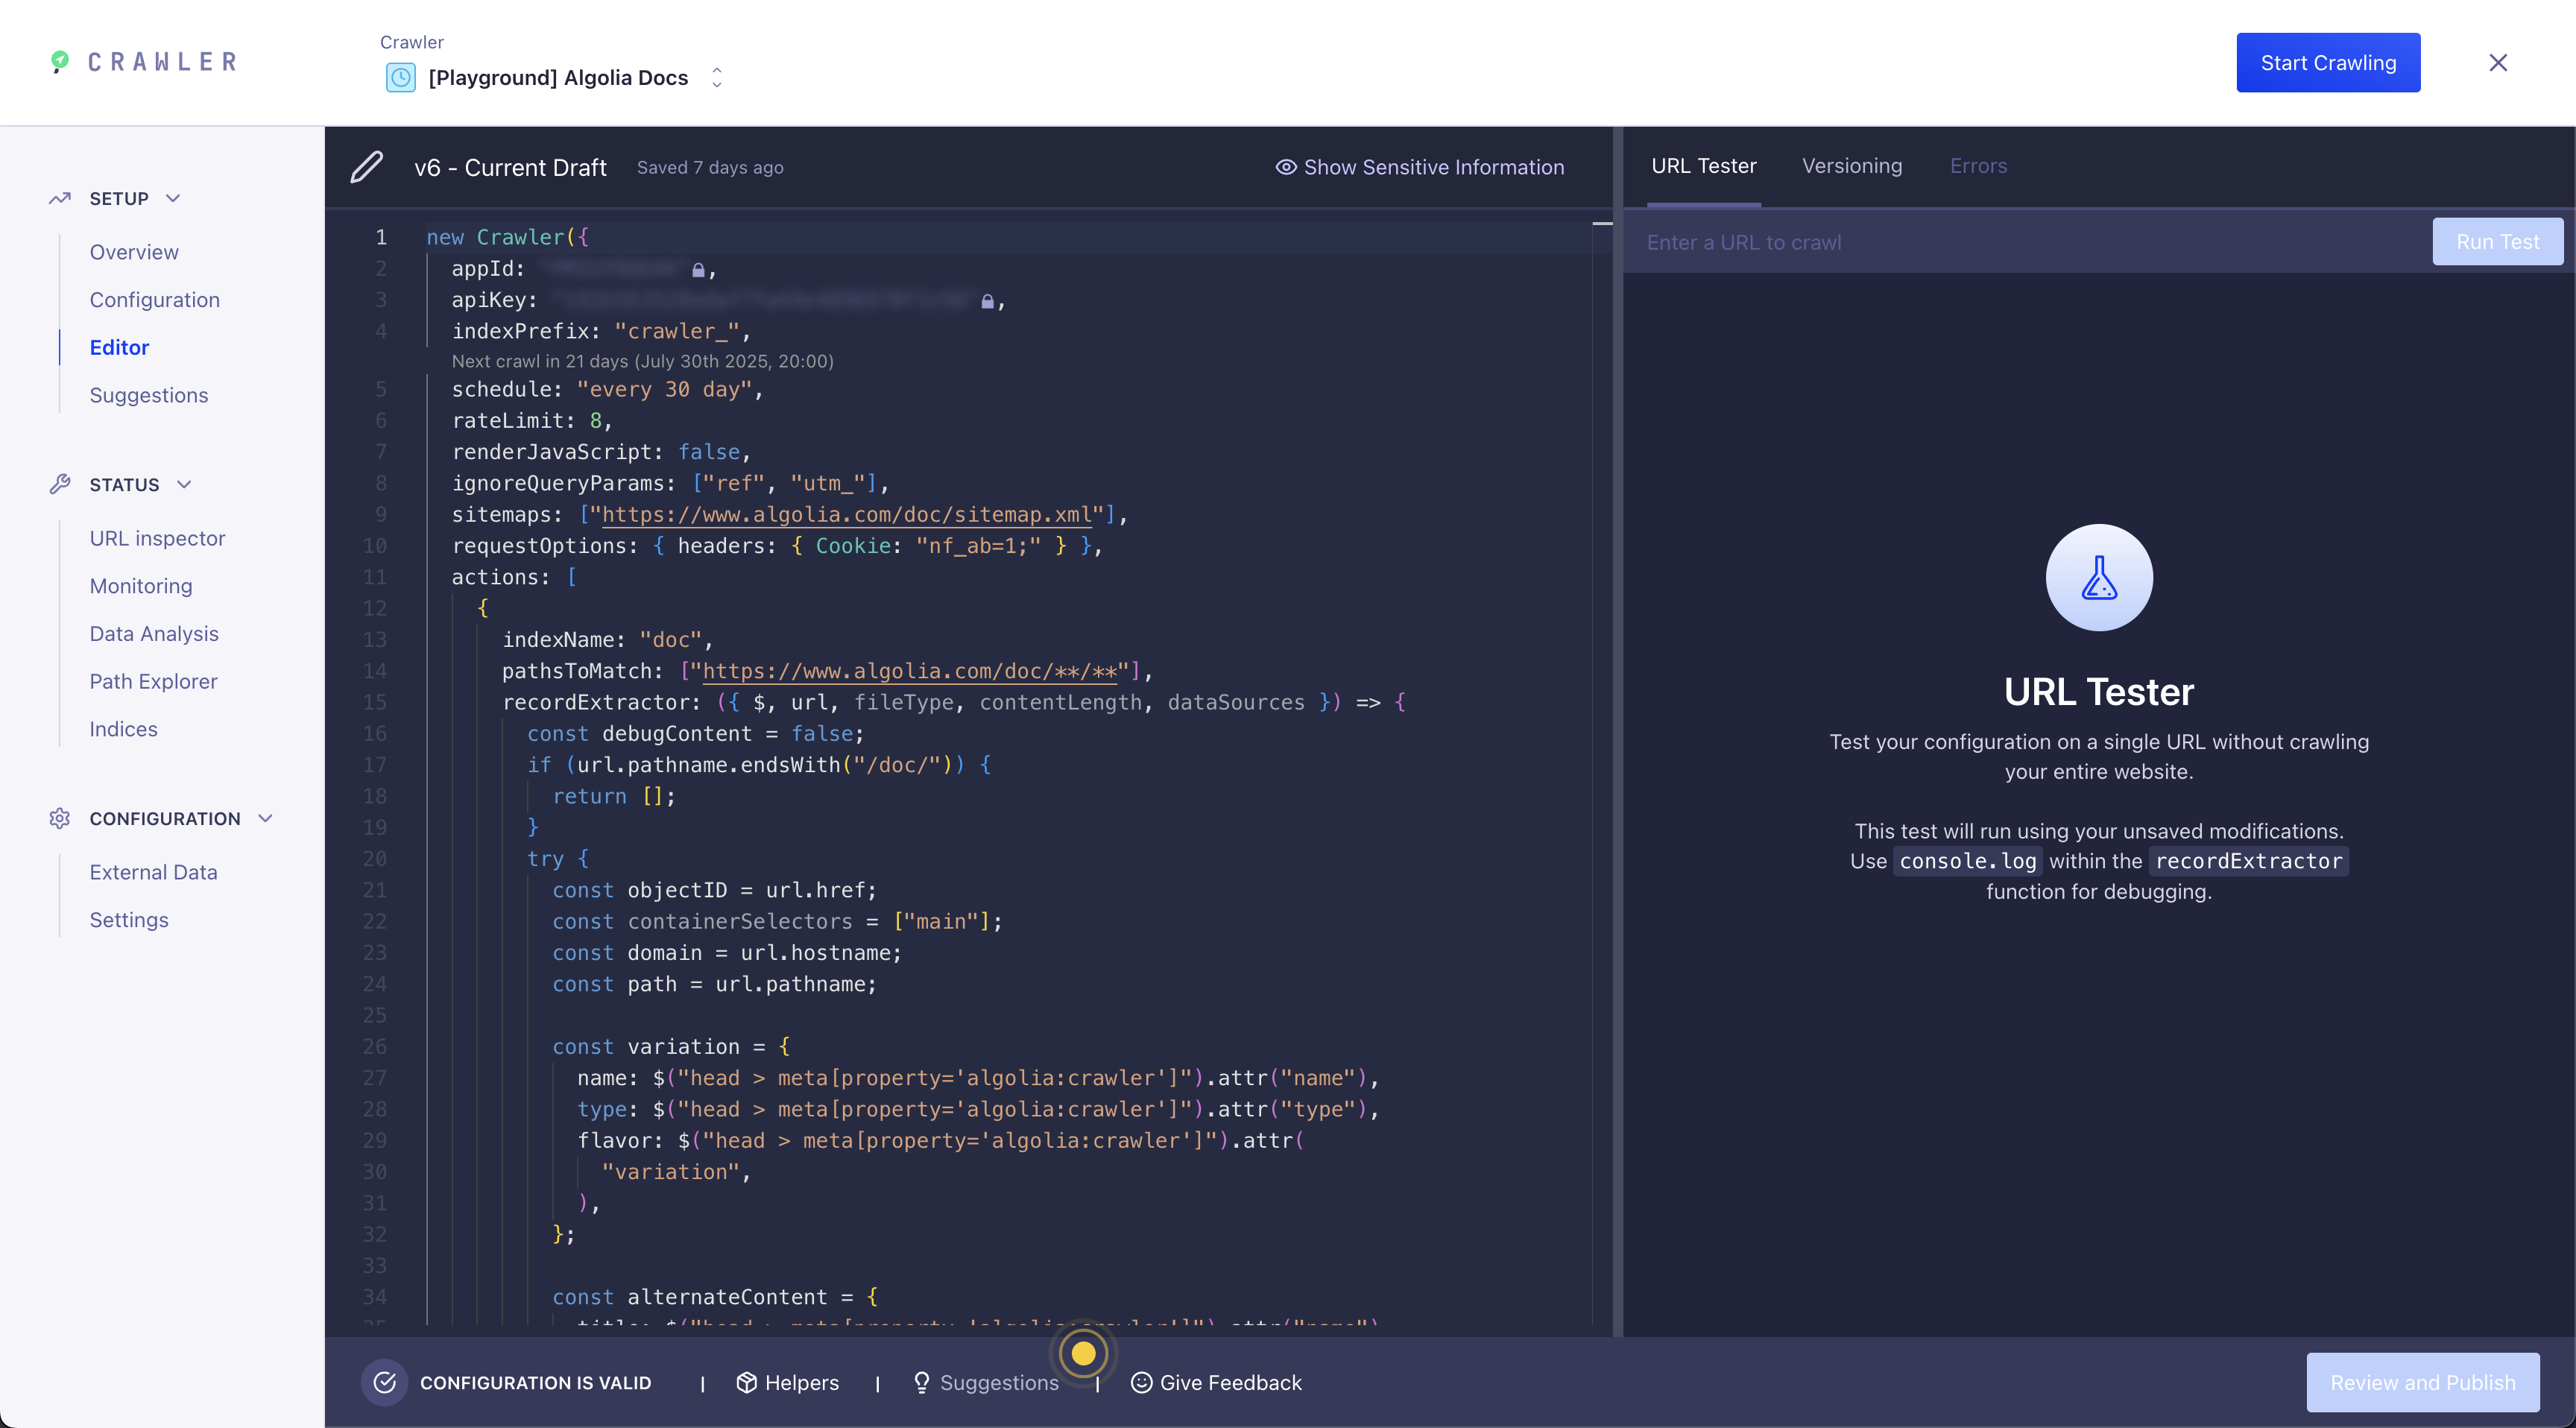 CRAWLER
Crawler
[Playground] Algolia Docs
Start Crawling
SETUP
Overview
Configuration
Editor
Suggestions
STATUS
URL inspector
Monitoring
Data Analysis
Path Explorer
Indices
CONFIGURATION
External Data
Settings
v6 - Current Draft
Saved 7 days ago
Show Sensitive Information
1 new Crawler({
2 appId: ,
3 apiKey: ,
4 indexPrefix: "crawler_",
Next crawl in 21 days (July 30th 2025, 20:00)
5 schedule: "every 30 day",
6 rateLimit: 8,
7 renderJavaScript: false,
8 ignoreQueryParams: ["ref", "utm_"],
9 sitemaps: ["https://www.algolia.com/doc/sitemap.xml"],
10 requestOptions: { headers: { Cookie: "nf_ab=1;" } },
11 actions: [
12 {
13 indexName: "doc",
14 pathsToMatch: ["https://www.algolia.com/doc/**/**"],
15 recordExtractor: ({ $, url, fileType, contentLength, dataSources }) => {
16 const debugContent = false;
17 if (url.pathname.endsWith("/doc/")) {
18 return [];
19 }
20 try {
21 const objectID = url.href;
22 const containerSelectors = ["main"];
23 const domain = url.hostname;
24 const path = url.pathname;
25
26 const variation = {
27 name: $("head > meta[property='algolia:crawler']").attr("name"),
28 type: $("head > meta[property='algolia:crawler']").attr("type"),
29 flavor: $("head > meta[property='algolia:crawler']").attr(
30 "variation",
31 ),
32 };
33
34 const alternateContent = {
CONFIGURATION IS VALID
|
Helpers
|
Suggestions
|
Give Feedback
URL Tester
Versioning
Errors
Enter a URL to crawl
Run Test
URL Tester
Test your configuration on a single URL without crawling
your entire website.
This test will run using your unsaved modifications.
Use console.log within the recordExtractor
function for debugging.
Review and Publish